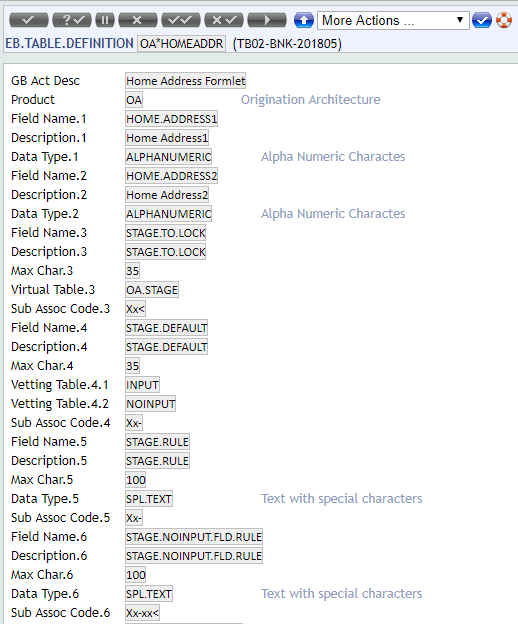 More Actions ...
EB.TABLE.DEFINITION OA*HOMEADDR (TB02-BNK-201805)
GB Act Desc Home Address Formlet
Product OA Origination Architecture
Field Name.1 HOME.ADDRESS1
Description.1 Home Address1
Data Type.1 ALPHANUMERIC Alpha Numeric Charactes
Field Name.2 HOME.ADDRESS2
Description.2 Home Address2
Data Type.2 ALPHANUMERIC Alpha Numeric Charactes
Field Name.3 STAGE.TO.LOCK
Description.3 STAGE.TO.LOCK
Max Char.3 35
Virtual Table.3 OA.STAGE
Sub Assoc Code.3 Xx<
Field Name.4 STAGE.DEFAULT
Description.4 STAGE.DEFAULT
Max Char.4 35
Vetting Table.4.1 INPUT
Vetting Table.4.2 NOINPUT
Sub Assoc Code.4 Xx-
Field Name.5 STAGE.RULE
Description.5 STAGE.RULE
Max Char.5 100
Data Type.5 SPL.TEXT Text with special characters
Sub Assoc Code.5 Xx-
Field Name.6 STAGE.NOINPUT.FLD.RULE
Description.6 STAGE.NOINPUT.FLD.RULE
Max Char.6 100
Data Type.6 SPL.TEXT Text with special characters
Sub Assoc Code.6 Xx-xx<